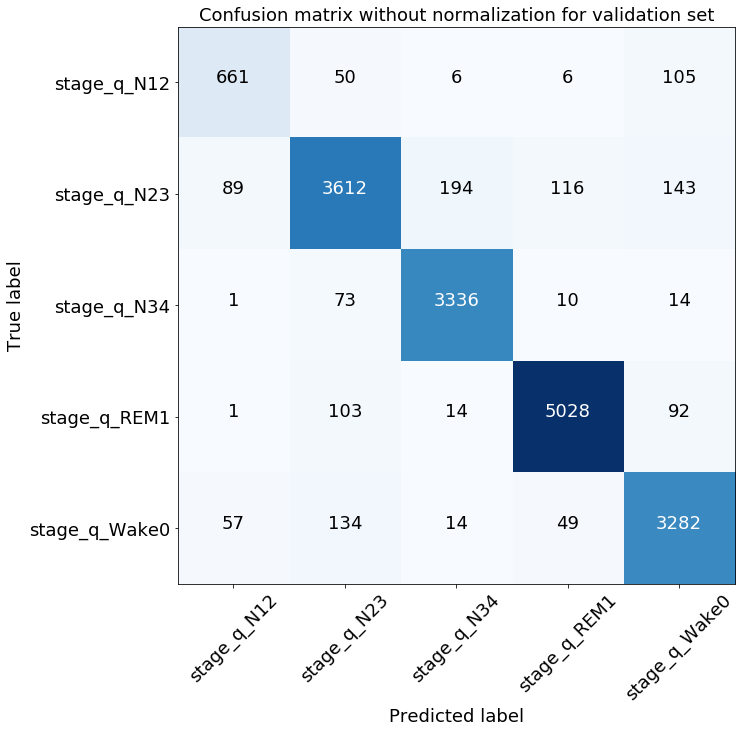 Confusion matrix without normalization for validation set
stage_q_N12 661 50 6 6 105
stage_q_N23 89 3612 194 116 143
stage_q_N34 1 73 3336 10 14
stage_q_REM1 1 103 14 5028 92
stage_q_Wake0 57 134 14 49 3282
True label
stage_q_N12 stage_q_N23 stage_q_N34 stage_q_REM1 stage_q_Wake0
Predicted label